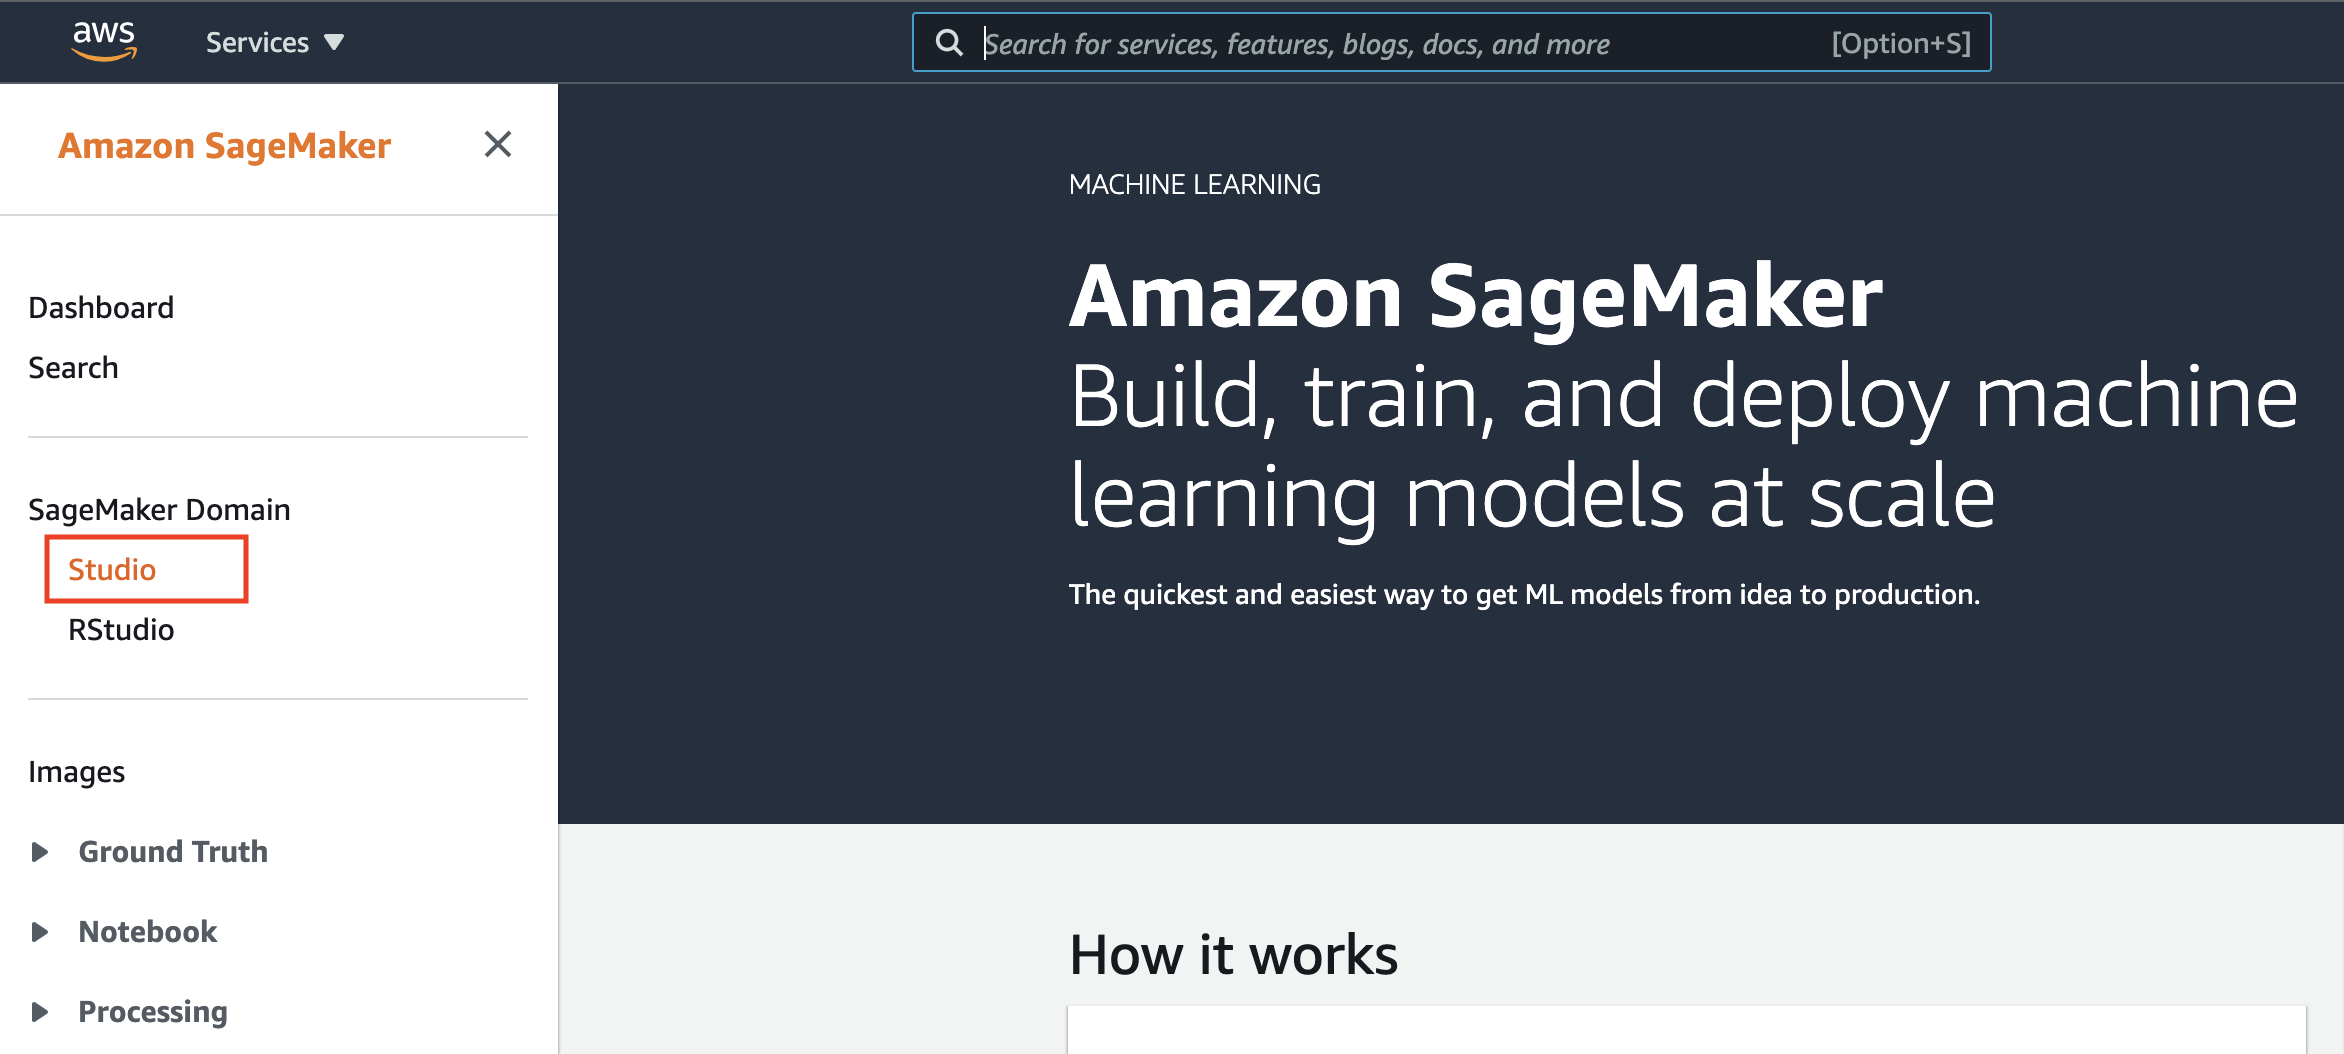 aws
Services
Search for services, features, blogs, docs, and more
[Option+S]
Amazon SageMaker
Dashboard
Search
SageMaker Domain
Studio
RStudio
Images
Ground Truth
Notebook
Processing
MACHINE LEARNING
Amazon SageMaker
Build, train, and deploy machine
learning models at scale
The quickest and easiest way to get ML models from idea to production.
How it works